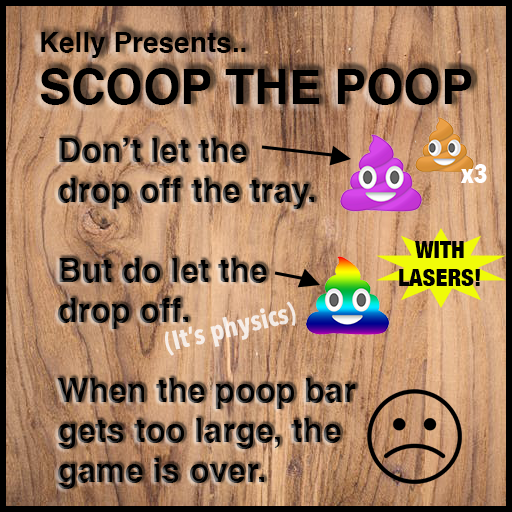 Kelly Presents..
SCOOP THE POOP
Don't let the
drop off the tray.
x3
But do let the
drop off.
(It's physics)
WITH
LASERS!
When the poop bar
gets too large, the
game is over.